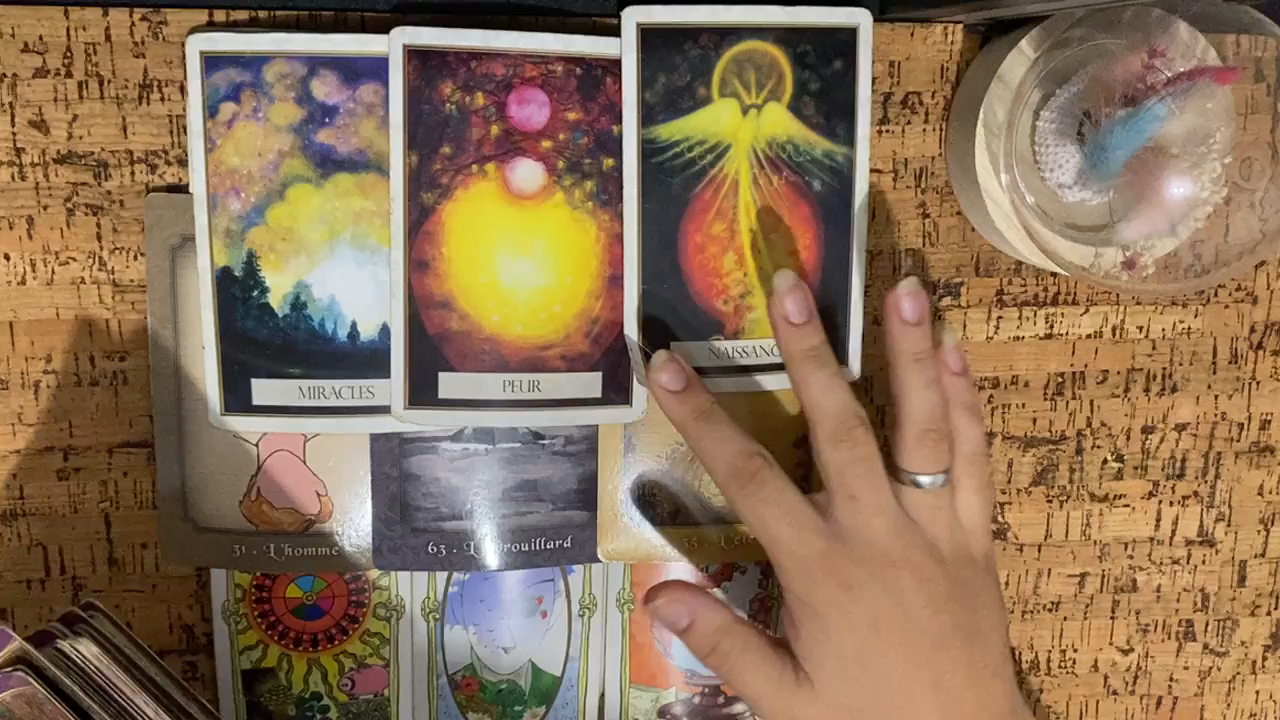 MIRACLES
PEUR
NAISSANC
31 . L'homme
63 . L brouillard